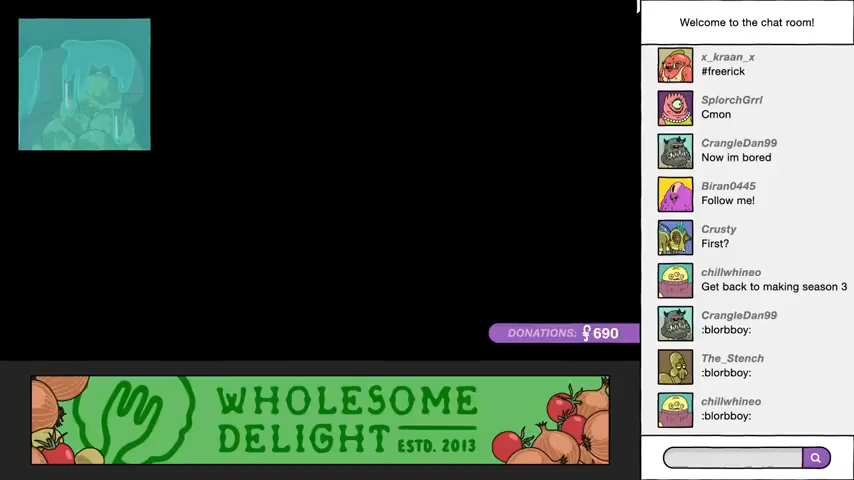 Welcome to the chat room!
x_kraan_x
#freerick
SplorchGrrl
Cmon
CrangleDan99
Now im bored
Biran0445
Follow me!
Crusty
First?
chillwhineo
Get back to making season 3
CrangleDan99
:blorbboy:
The_Stench
:blorbboy:
chillwhineo
:blorbboy:
DONATIONS: 690
WHOLESOME
DELIGHT ESTD. 2013